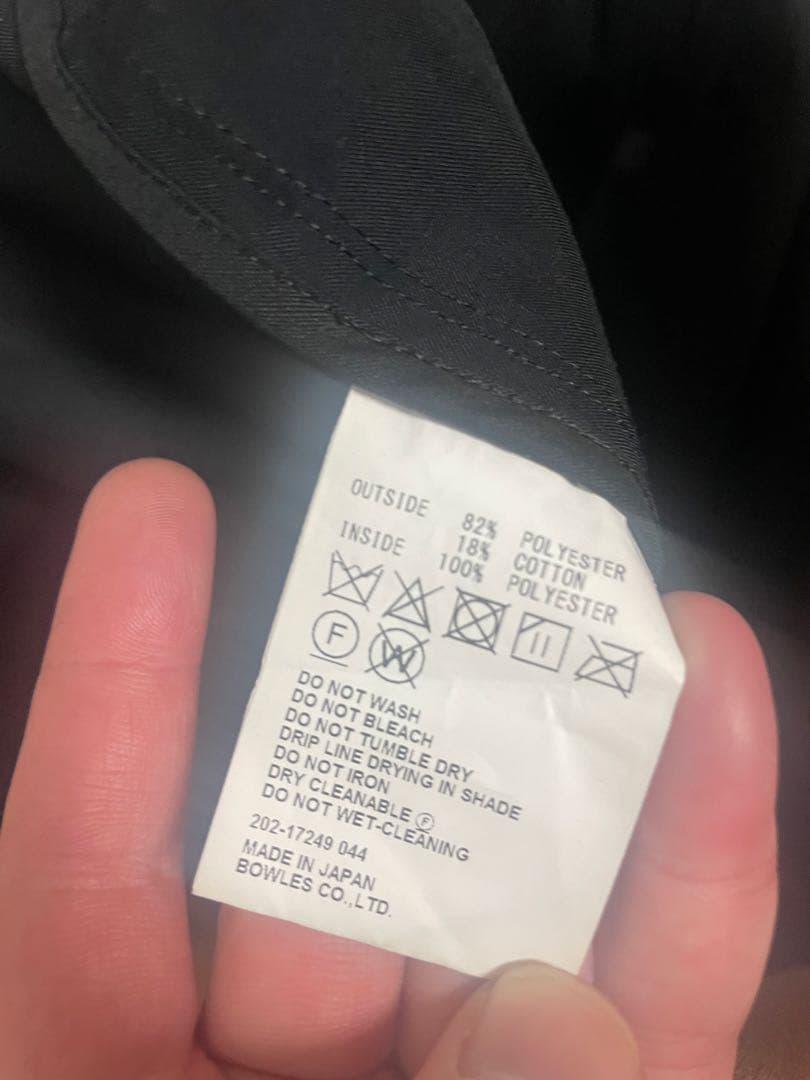 OUTSIDE 82% POLYESTER
18% COTTON
INSIDE 100% POLYESTER
F W
DO NOT WASH
DO NOT BLEACH
DO NOT TUMBLE DRY
DRIP LINE DRYING IN SHADE
DO NOT IRON
DRY CLEANABLE Ⓕ
DO NOT WET-CLEANING
202-17249 044
MADE IN JAPAN
BOWLES CO.,LTD.